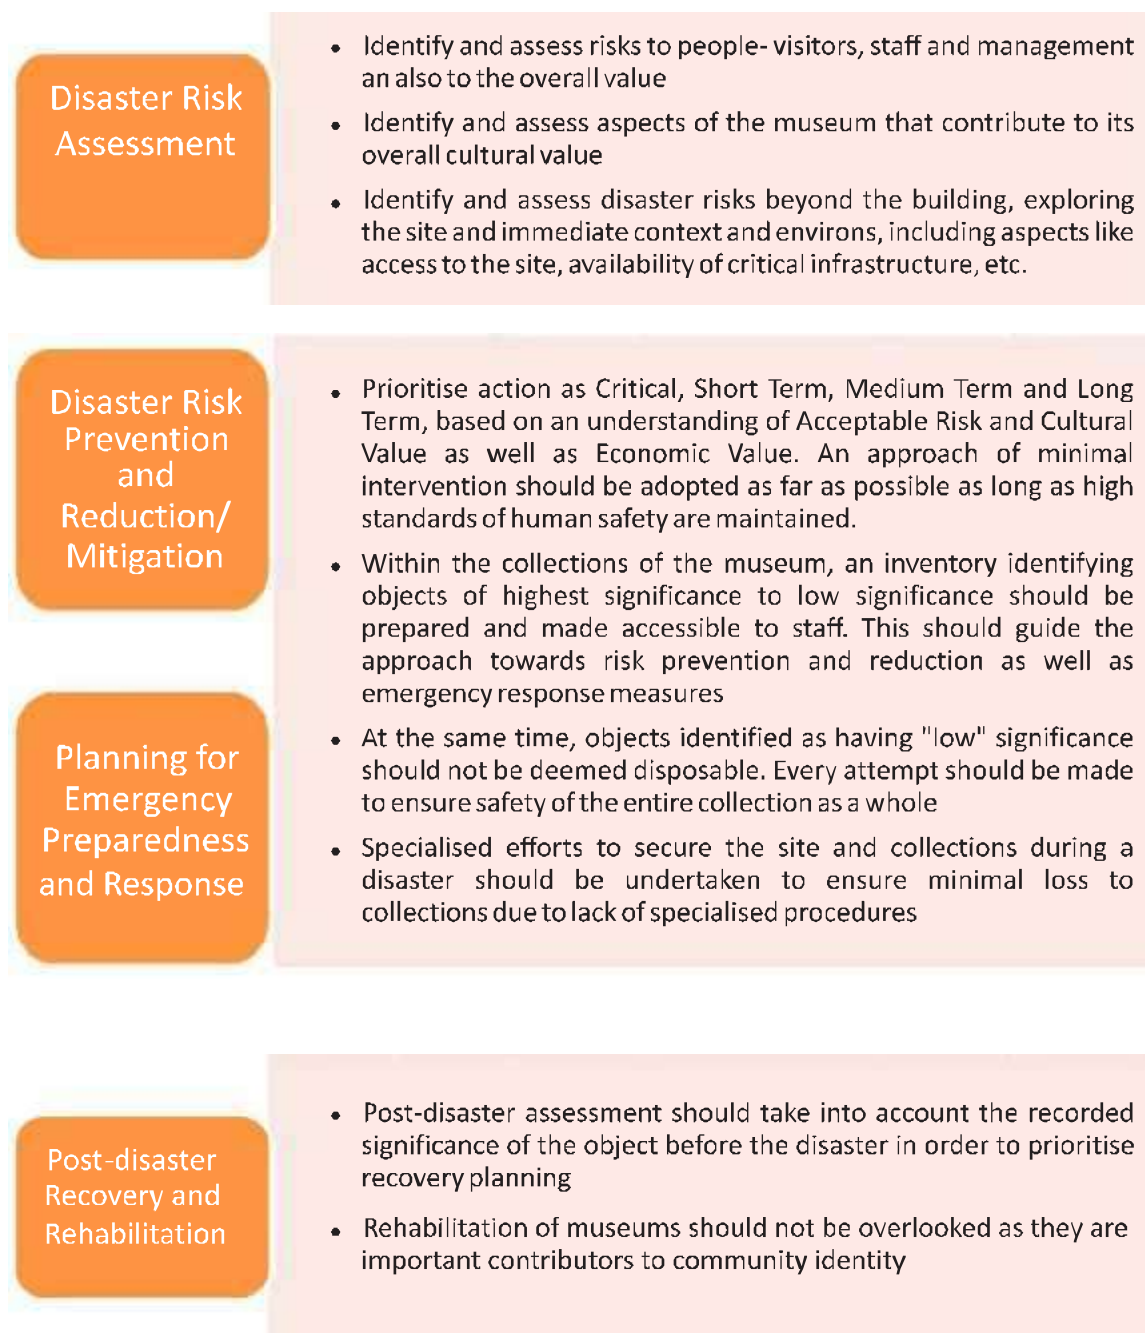 Disaster Risk
Assessment
• Identify and assess risks to people- visitors, staff and management
an also to the overall value
• Identify and assess aspects of the museum that contribute to its
overall cultural value
• Identify and assess disaster risks beyond the building, exploring
the site and immediate context and environs, including aspects like
access to the site, availability of critical infrastructure, etc.
Disaster Risk
Prevention
and
Reduction/
Mitigation
• Prioritise action as Critical, Short Term, Medium Term and Long
Term, based on an understanding of Acceptable Risk and Cultural
Value as well as Economic Value. An approach of minimal
intervention should be adopted as far as possible as long as high
standards of human safety are maintained.
• Within the collections of the museum, an inventory identifying
objects of highest significance to low significance should be
prepared and made accessible to staff. This should guide the
approach towards risk prevention and reduction as well as
emergency response measures
Planning for
Emergency
Preparedness
and Response
• At the same time, objects identified as having "low" significance
should not be deemed disposable. Every attempt should be made
to ensure safety of the entire collection as a whole
• Specialised efforts to secure the site and collections during a
disaster should be undertaken to ensure minimal loss to
collections due to lack of specialised procedures
Post-disaster
Recovery and
Rehabilitation
• Post-disaster assessment should take into account the recorded
significance of the object before the disaster in order to prioritise
recovery planning
• Rehabilitation of museums should not be overlooked as they are
important contributors to community identity